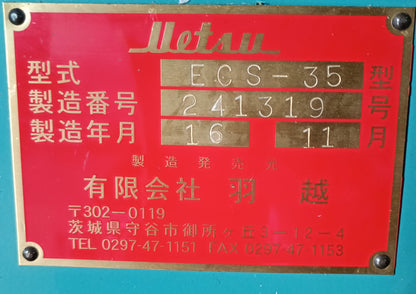 Uetsu
型式 ECS-35 型
製造番号 241319 号
製造年月 16 11 月
製造発売元
有限会社 羽越
〒302-0119
茨城県守谷市御所ヶ丘5-12-4
TEL 0297-47-1151 FAX 0297-47-1153